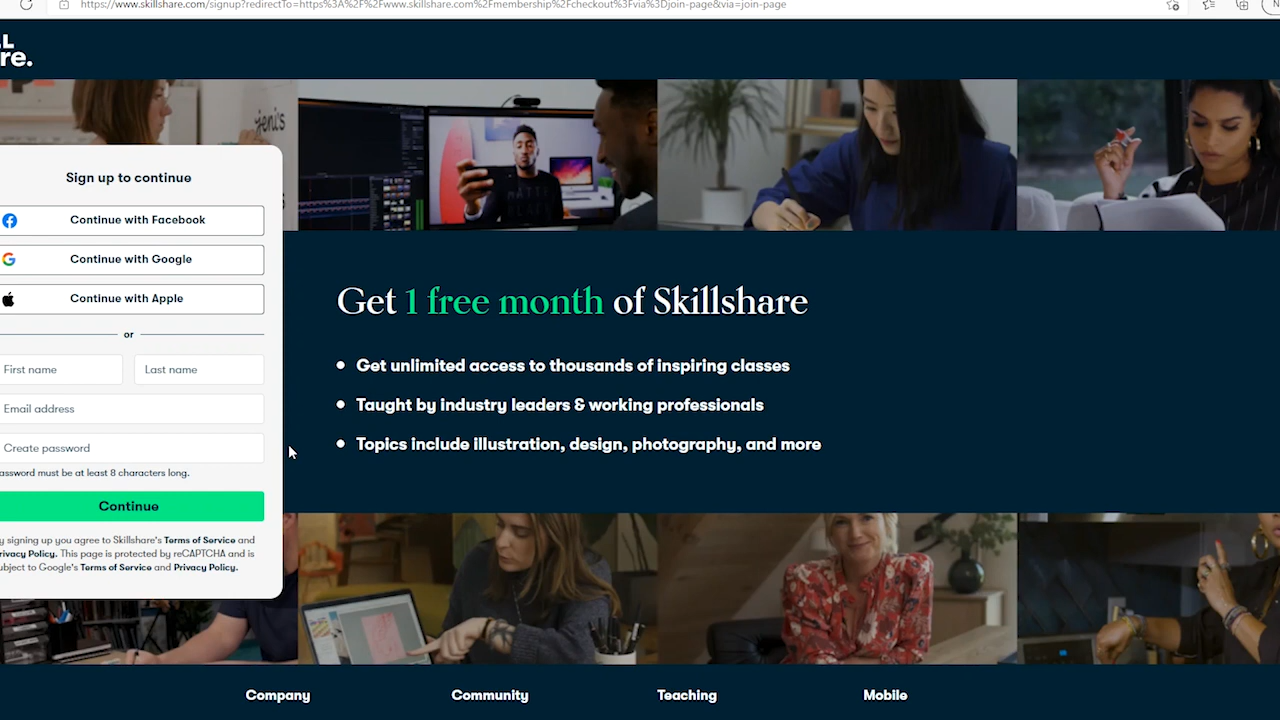 https://www.skillshare.com/signup?redirectTo=https%3A%2F%2Fwww.skillshare.com%2Fmembership%2Fcheckout%3Fvia%3Djoin-page&via=join-page
LL
re.
jeni's
MATTE
Sign up to continue
Continue with Facebook
Continue with Google
Continue with Apple
or
First name
Last name
Email address
Create password
assword must be at least 8 characters long.
Continue
y signing up you agree to Skillshare's Terms of Service and
rivacy Policy. This page is protected by reCAPTCHA and is
ubject to Google's Terms of Service and Privacy Policy.
Get 1 free month of Skillshare
Get unlimited access to thousands of inspiring classes
Taught by industry leaders & working professionals
Topics include illustration, design, photography, and more
Company
Community
Teaching
Mobile